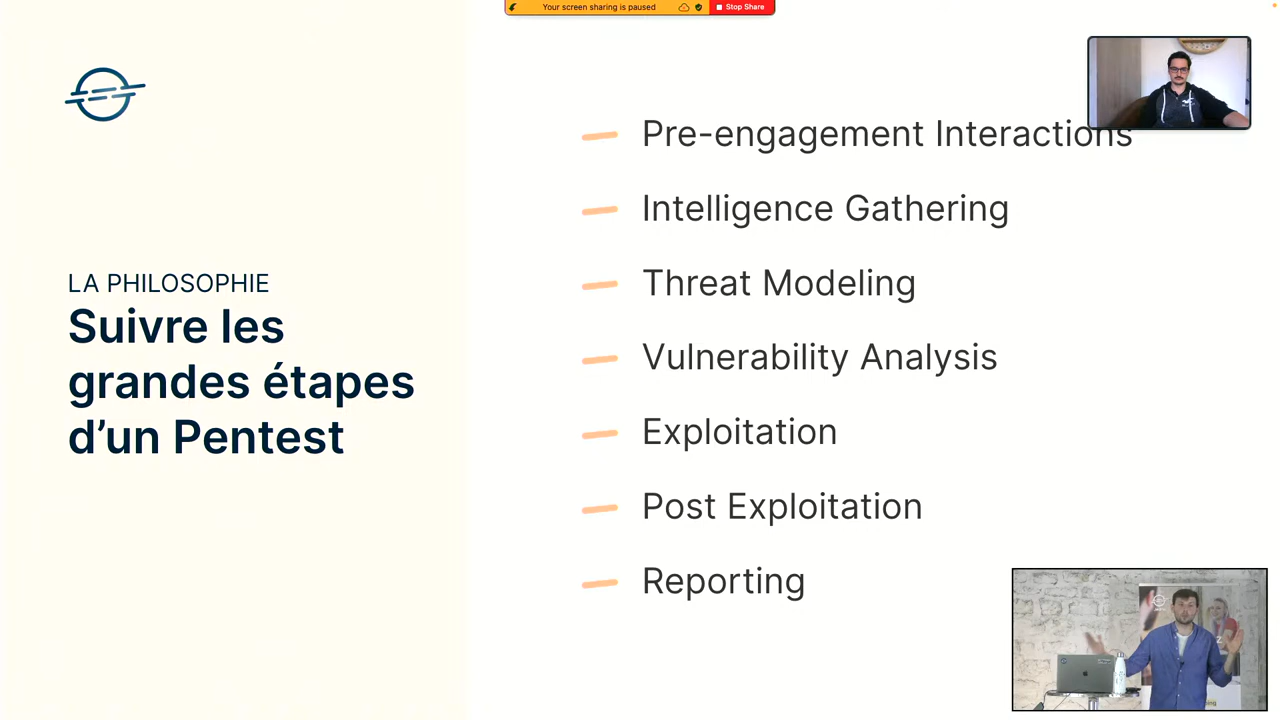 Your screen sharing is paused
Stop Share
LA PHILOSOPHIE
Suivre les
grandes étapes
d’un Pentest
Pre-engagement Interactions
Intelligence Gathering
Threat Modeling
Vulnerability Analysis
Exploitation
Post Exploitation
Reporting